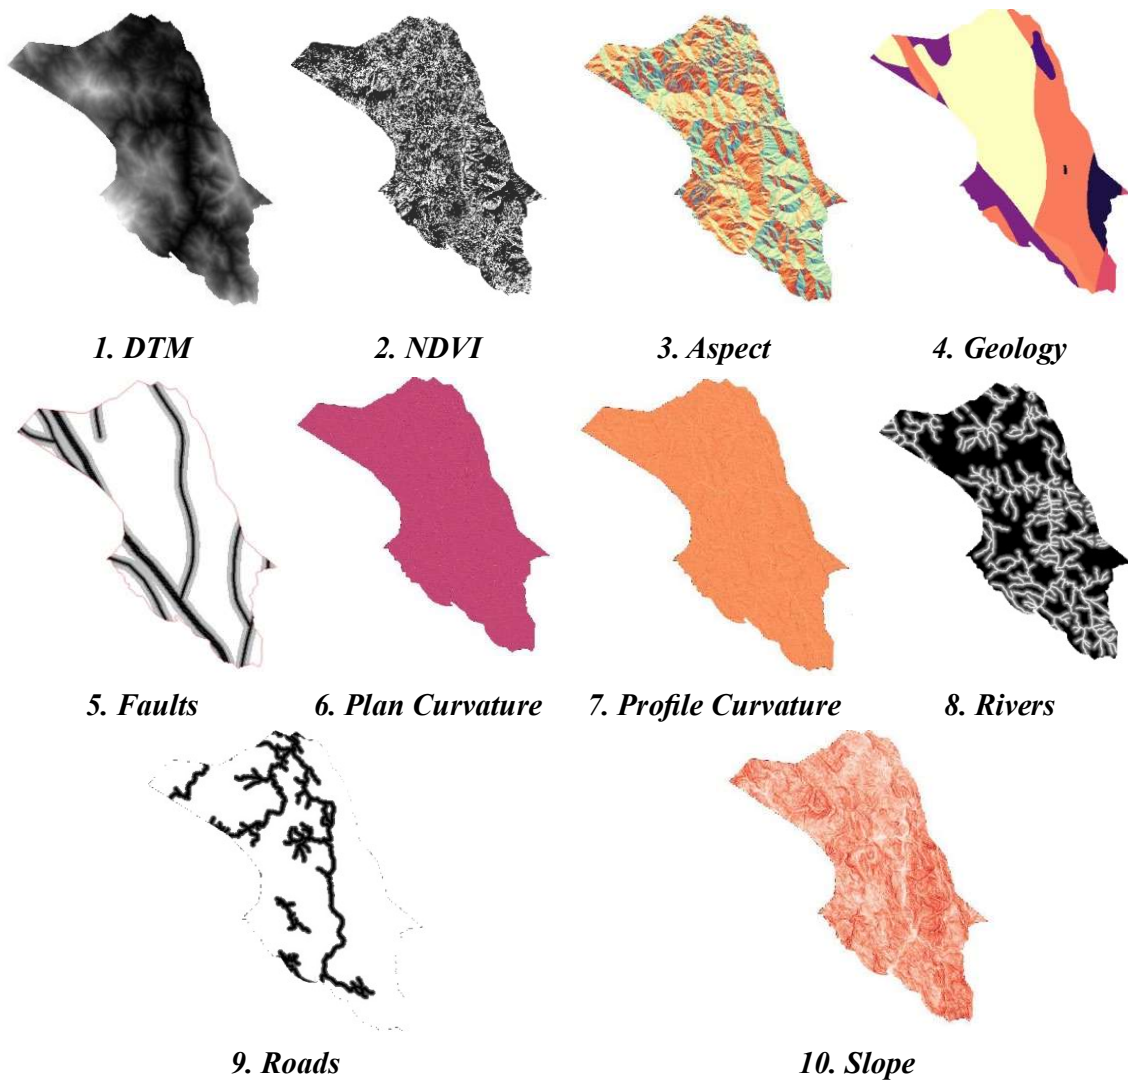 1. DTM
2. NDVI
3. Aspect
4. Geology
5. Faults
6. Plan Curvature
7. Profile Curvature
8. Rivers
9. Roads
10. Slope